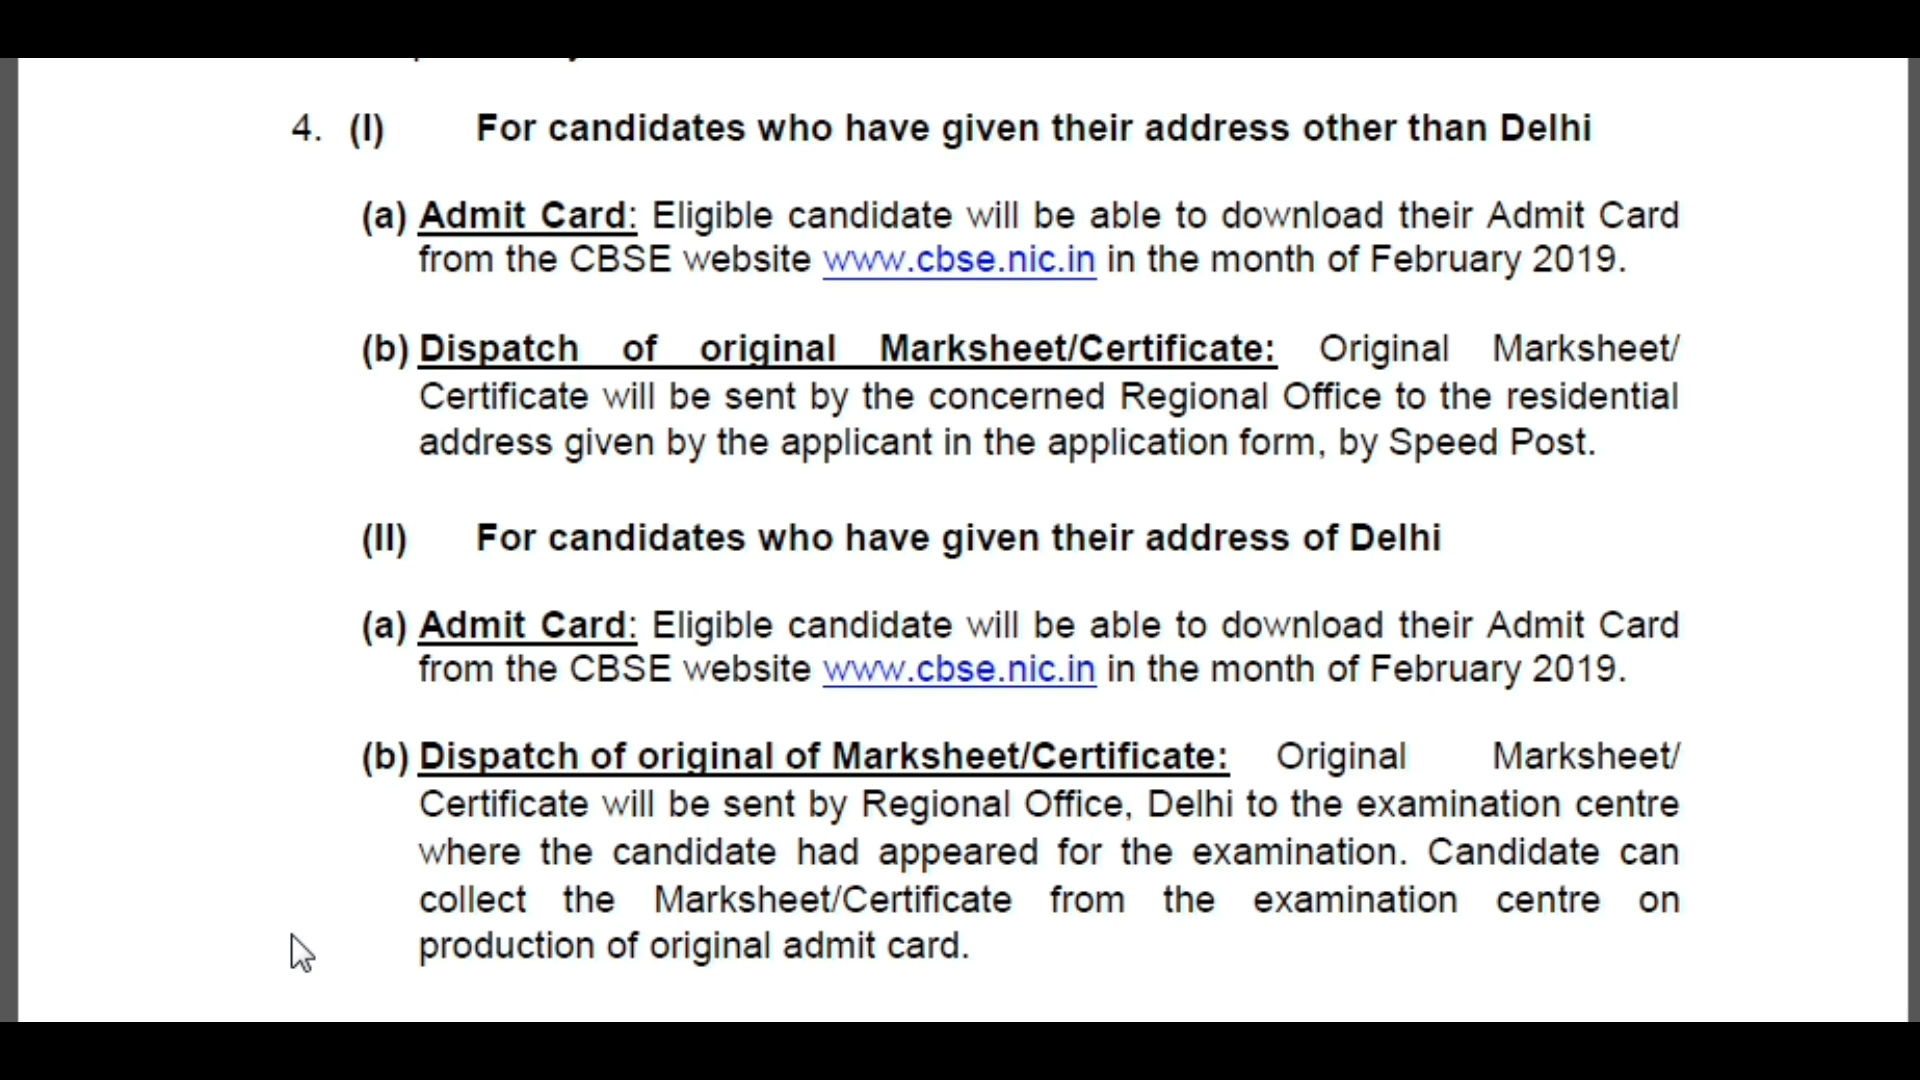 4. (I) For candidates who have given their address other than Delhi
(a) Admit Card: Eligible candidate will be able to download their Admit Card
from the CBSE website www.cbse.nic.in in the month of February 2019.
(b) Dispatch of original Marksheet/Certificate: Original Marksheet/
Certificate will be sent by the concerned Regional Office to the residential
address given by the applicant in the application form, by Speed Post.
(II) For candidates who have given their address of Delhi
(a) Admit Card: Eligible candidate will be able to download their Admit Card
from the CBSE website www.cbse.nic.in in the month of February 2019.
(b) Dispatch of original of Marksheet/Certificate: Original Marksheet/
Certificate will be sent by Regional Office, Delhi to the examination centre
where the candidate had appeared for the examination. Candidate can
collect the Marksheet/Certificate from the examination centre on
production of original admit card.